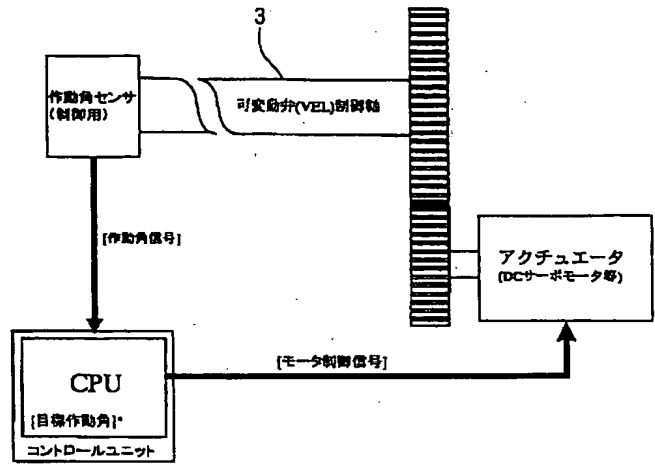 3
作動角センサ
(制御用)
可変動弁(VEL)制御軸
[作動角信号]
アクチュエータ
(DCサーボモータ等)
[モータ制御信号]
CPU
[目標作動角]*
コントロールユニット